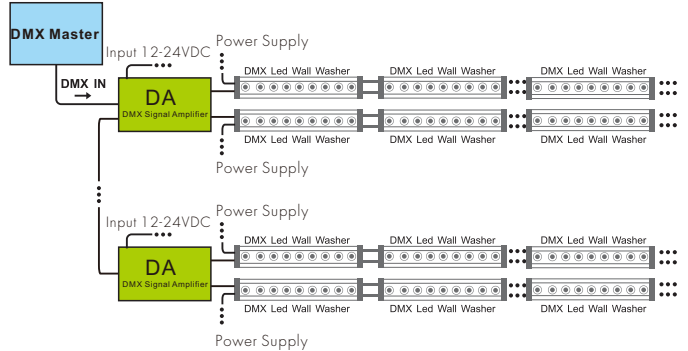 DMX Master
Power Supply
Input 12-24VDC
DMX IN
DMX Led Wall Washer
DMX Led Wall Washer
DMX Led Wall Washer
DA
DMX Signal Amplifier
DMX Led Wall Washer
DMX Led Wall Washer
DMX Led Wall Washer
Power Supply
Power Supply
Input 12-24VDC
DMX Led Wall Washer
DMX Led Wall Washer
DMX Led Wall Washer
DA
DMX Signal Amplifier
DMX Led Wall Washer
DMX Led Wall Washer
DMX Led Wall Washer
Power Supply